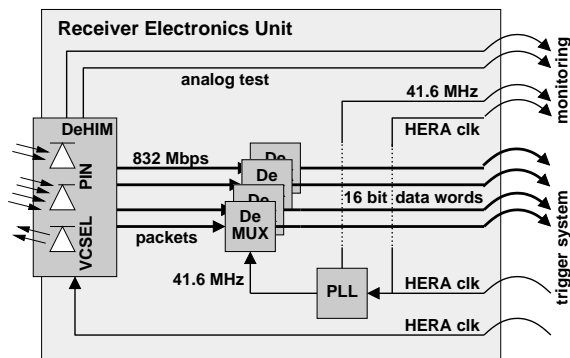 Receiver Electronics Unit
monitoring
analog test
41.6 MHz
DeHIM
HERA clk
832 Mbps
De
De
De
De
MUX
PIN
16 bit data words
packets
VCSEL
trigger system
41.6 MHz
PLL
HERA clk
HERA clk